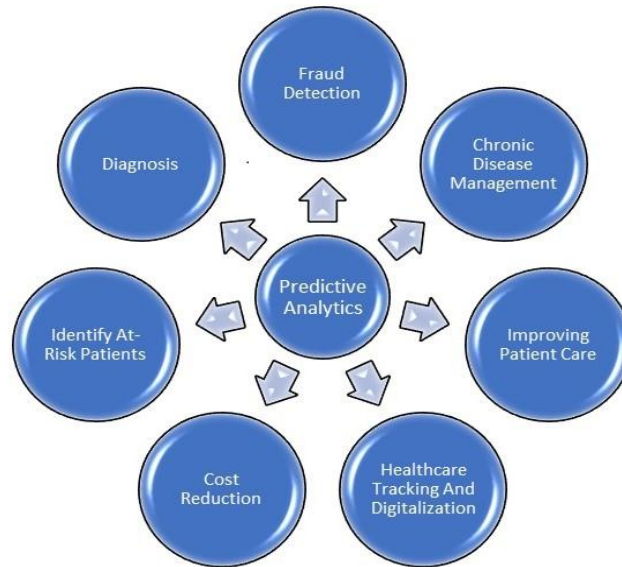 Fraud
Detection
Chronic
Disease
Management
Improving
Patient Care
Healthcare
Tracking And
Digitalization
Cost
Reduction
Identify At-
Risk Patients
Diagnosis
Predictive
Analytics